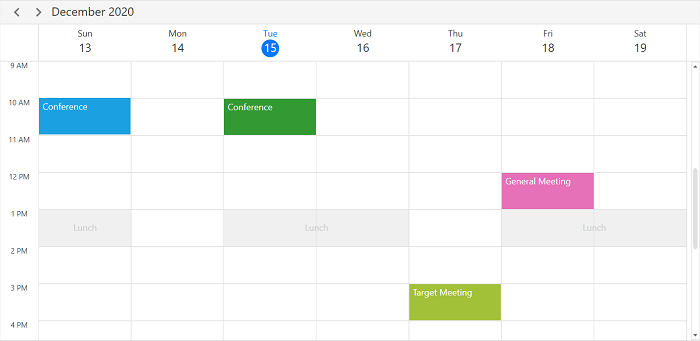 December 2020
Sun Mon Tue Wed Thu Fri Sat
13 14 15 16 17 18 19
9 AM
10 AM
Conference Conference
11 AM
12 PM
General Meeting
1 PM
Lunch Lunch Lunch
2 PM
3 PM
Target Meeting
4 PM